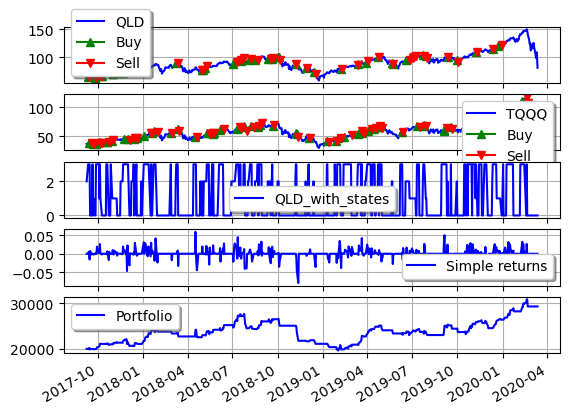 150
100
QLD
Buy
Sell
100
50
TQQQ
Buy
Sell
2
0
QLD_with_states
0.05
0.00
−0.05
Simple returns
30000
20000
Portfolio
2017-10 2018-01 2018-04 2018-07 2018-10 2019-01 2019-04 2019-07 2019-10 2020-01 2020-04